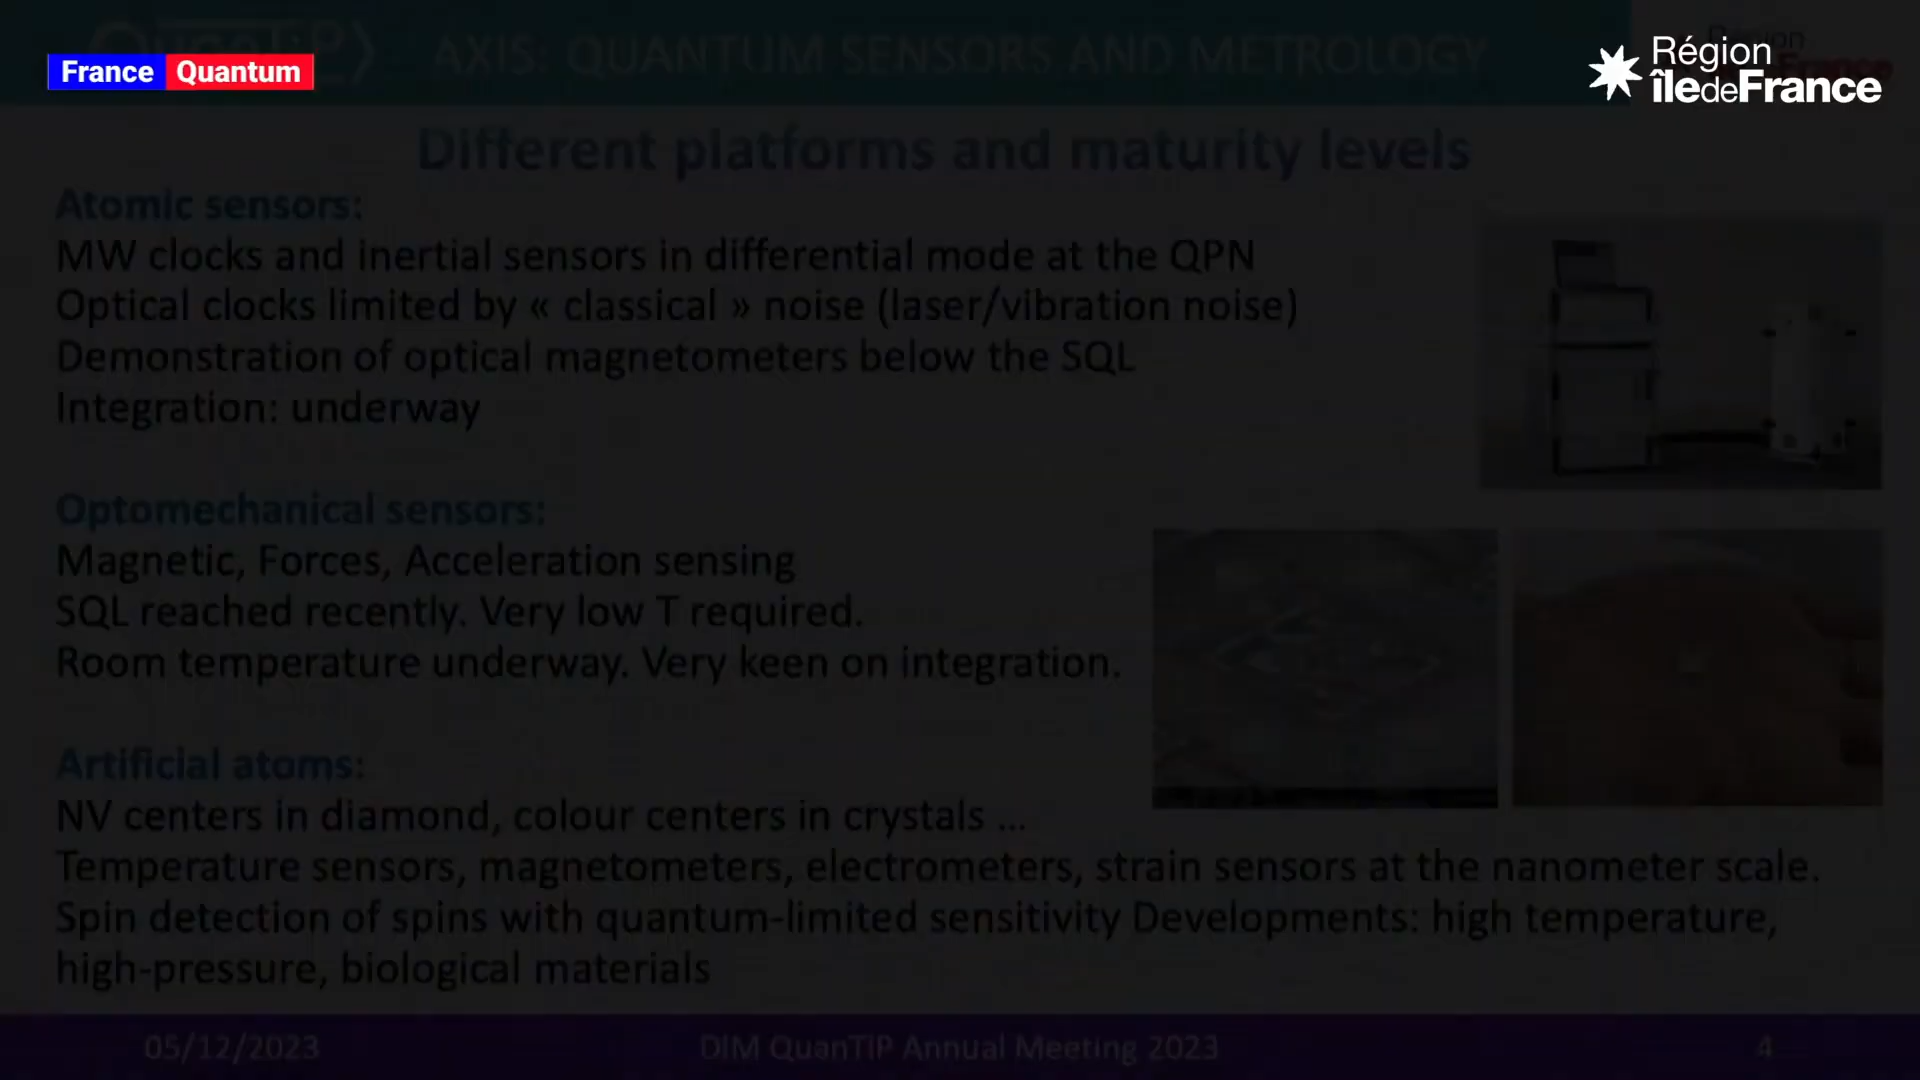 France Quantum
Région
îledeFrance
AXIS: QUANTUM SENSORS AND METROLOGY
Different platforms and maturity levels
Atomic sensors:
MW clocks and inertial sensors in differential mode at the QPN
Optical clocks limited by « classical » noise (laser/vibration noise)
Demonstration of optical magnetometers below the SQL
Integration: underway
Optomechanical sensors:
Magnetic, Forces, Acceleration sensing
SQL reached recently. Very low T required.
Room temperature underway. Very keen on integration.
Artificial atoms:
NV centers in diamond, colour centers in crystals ...
Temperature sensors, magnetometers, electrometers, strain sensors at the nanometer scale.
Spin detection of spins with quantum-limited sensitivity Developments: high temperature,
high-pressure, biological materials
05/12/2023 DIM QuanTIP Annual Meeting 2023 4